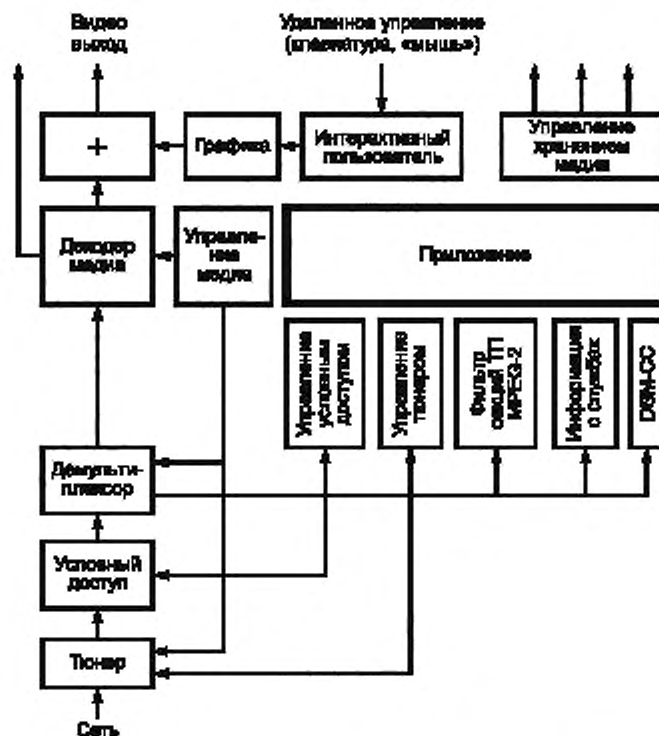 Видео
выход
Удаленное управление
(клавиатура, «мышь»)
+
Графика
Интерактивный
пользователь
Управление
хранением
медиа
Декодер
медиа
Управле-
ние
медиа
Приложение
Управление
условным
доступом
Управление
тюнером
Фильтр
секций ТП
MPEG-2
Информация
о службах
DSM-CC
Демульти-
плексор
Условный
доступ
Тюнер
Сеть